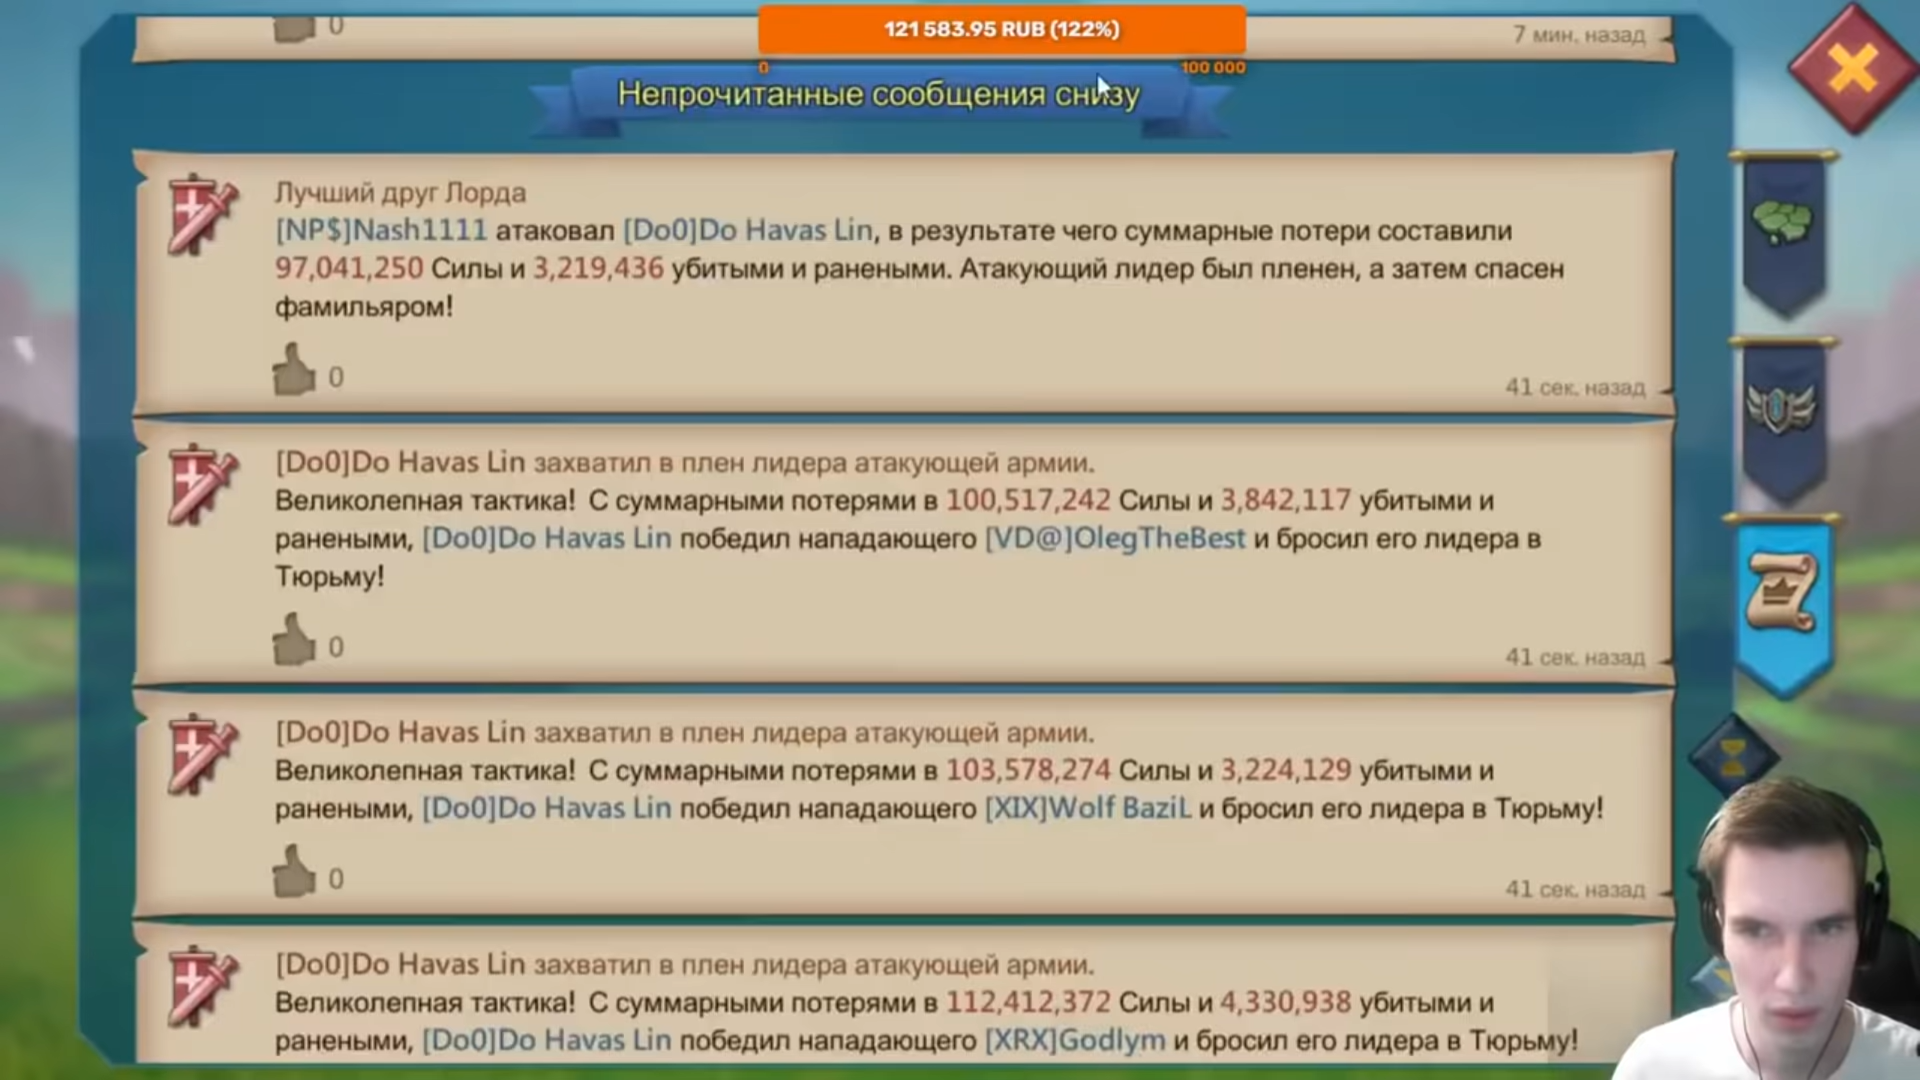 121 583.95 RUB (122%)
0
7 мин. назад
0
100 000
Непрочитанные сообщения снизу
Лучший друг Лорда
[NP$]Nash1111 атаковал [Do0]Do Havas Lin, в результате чего суммарные потери составили
97,041,250 Силы и 3,219,436 убитыми и ранеными. Атакующий лидер был пленен, а затем спасен
фамильяром!
0
41 сек. назад
[Do0]Do Havas Lin захватил в плен лидера атакующей армии.
Великолепная тактика! С суммарными потерями в 100,517,242 Силы и 3,842,117 убитыми и
ранеными, [Do0]Do Havas Lin победил нападающего [VD@]OlegTheBest и бросил его лидера в
Тюрьму!
0
41 сек. назад
[Do0]Do Havas Lin захватил в плен лидера атакующей армии.
Великолепная тактика! С суммарными потерями в 103,578,274 Силы и 3,224,129 убитыми и
ранеными, [Do0]Do Havas Lin победил нападающего [XIX]Wolf BaziL и бросил его лидера в Тюрьму!
0
41 сек. назад
[Do0]Do Havas Lin захватил в плен лидера атакующей армии.
Великолепная тактика! С суммарными потерями в 112,412,372 Силы и 4,330,938 убитыми и
ранеными, [Do0]Do Havas Lin победил нападающего [XRX]Godlym и бросил его лидера в Тюрьму!